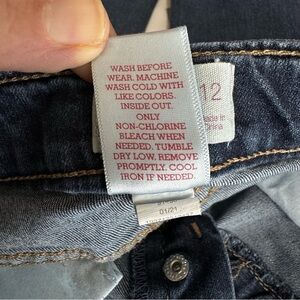 WASH BEFORE
WEAR. MACHINE
WASH COLD WITH
LIKE COLORS.
INSIDE OUT.
ONLY
NON-CHLORINE
BLEACH WHEN
NEEDED. TUMBLE
DRY LOW. REMOVE
PROMPTLY. COOL
IRON IF NEEDED.
12
made in
01/21